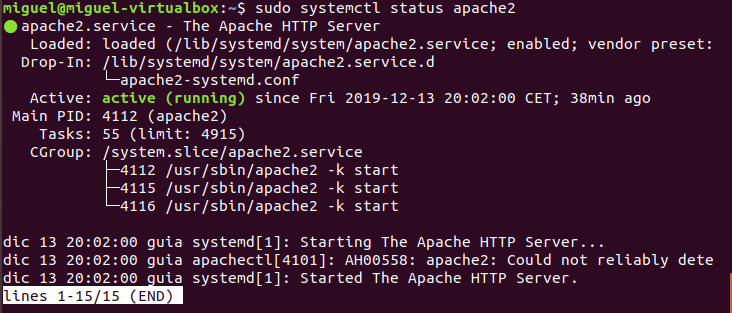 miguel@miguel-virtualbox:~$ sudo systemctl status apache2
● apache2.service - The Apache HTTP Server
   Loaded: loaded (/lib/systemd/system/apache2.service; enabled; vendor preset:
  Drop-In: /lib/systemd/system/apache2.service.d
           └─apache2-systemd.conf
   Active: active (running) since Fri 2019-12-13 20:02:00 CET; 38min ago
 Main PID: 4112 (apache2)
    Tasks: 55 (limit: 4915)
   CGroup: /system.slice/apache2.service
           ├─4112 /usr/sbin/apache2 -k start
           ├─4115 /usr/sbin/apache2 -k start
           └─4116 /usr/sbin/apache2 -k start

dic 13 20:02:00 guia systemd[1]: Starting The Apache HTTP Server...
dic 13 20:02:00 guia apachectl[4101]: AH00558: apache2: Could not reliably dete
dic 13 20:02:00 guia systemd[1]: Started The Apache HTTP Server.
lines 1-15/15 (END)